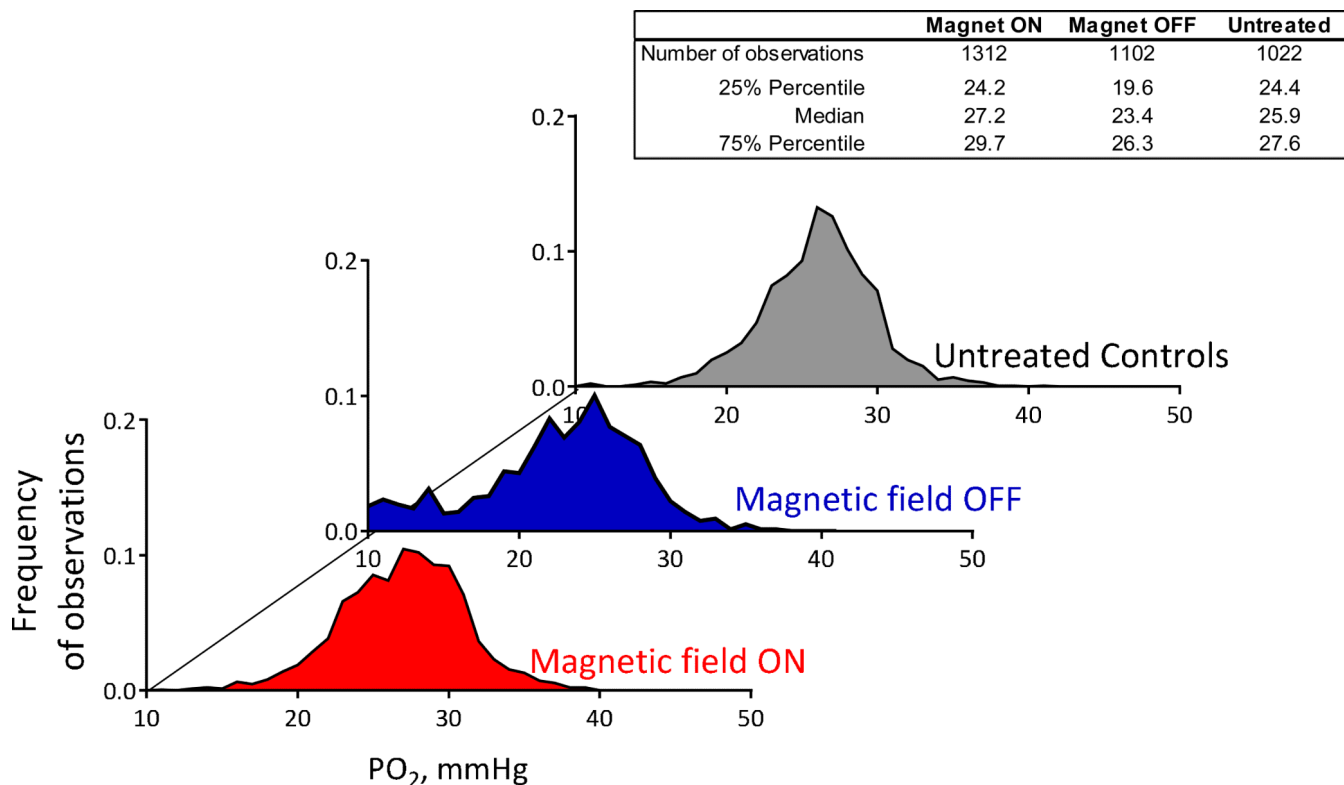 Magnet ON Magnet OFF Untreated
Number of observations 1312 1102 1022
25% Percentile 24.2 19.6 24.4
Median 27.2 23.4 25.9
75% Percentile 29.7 26.3 27.6
0.2
0.1
0.0
10 20 30 40 50
Untreated Controls
0.2
0.1
0.0
10 20 30 40 50
Magnetic field OFF
0.2
0.1
0.0
10 20 30 40 50
Magnetic field ON
Frequency
of observations
PO₂, mmHg